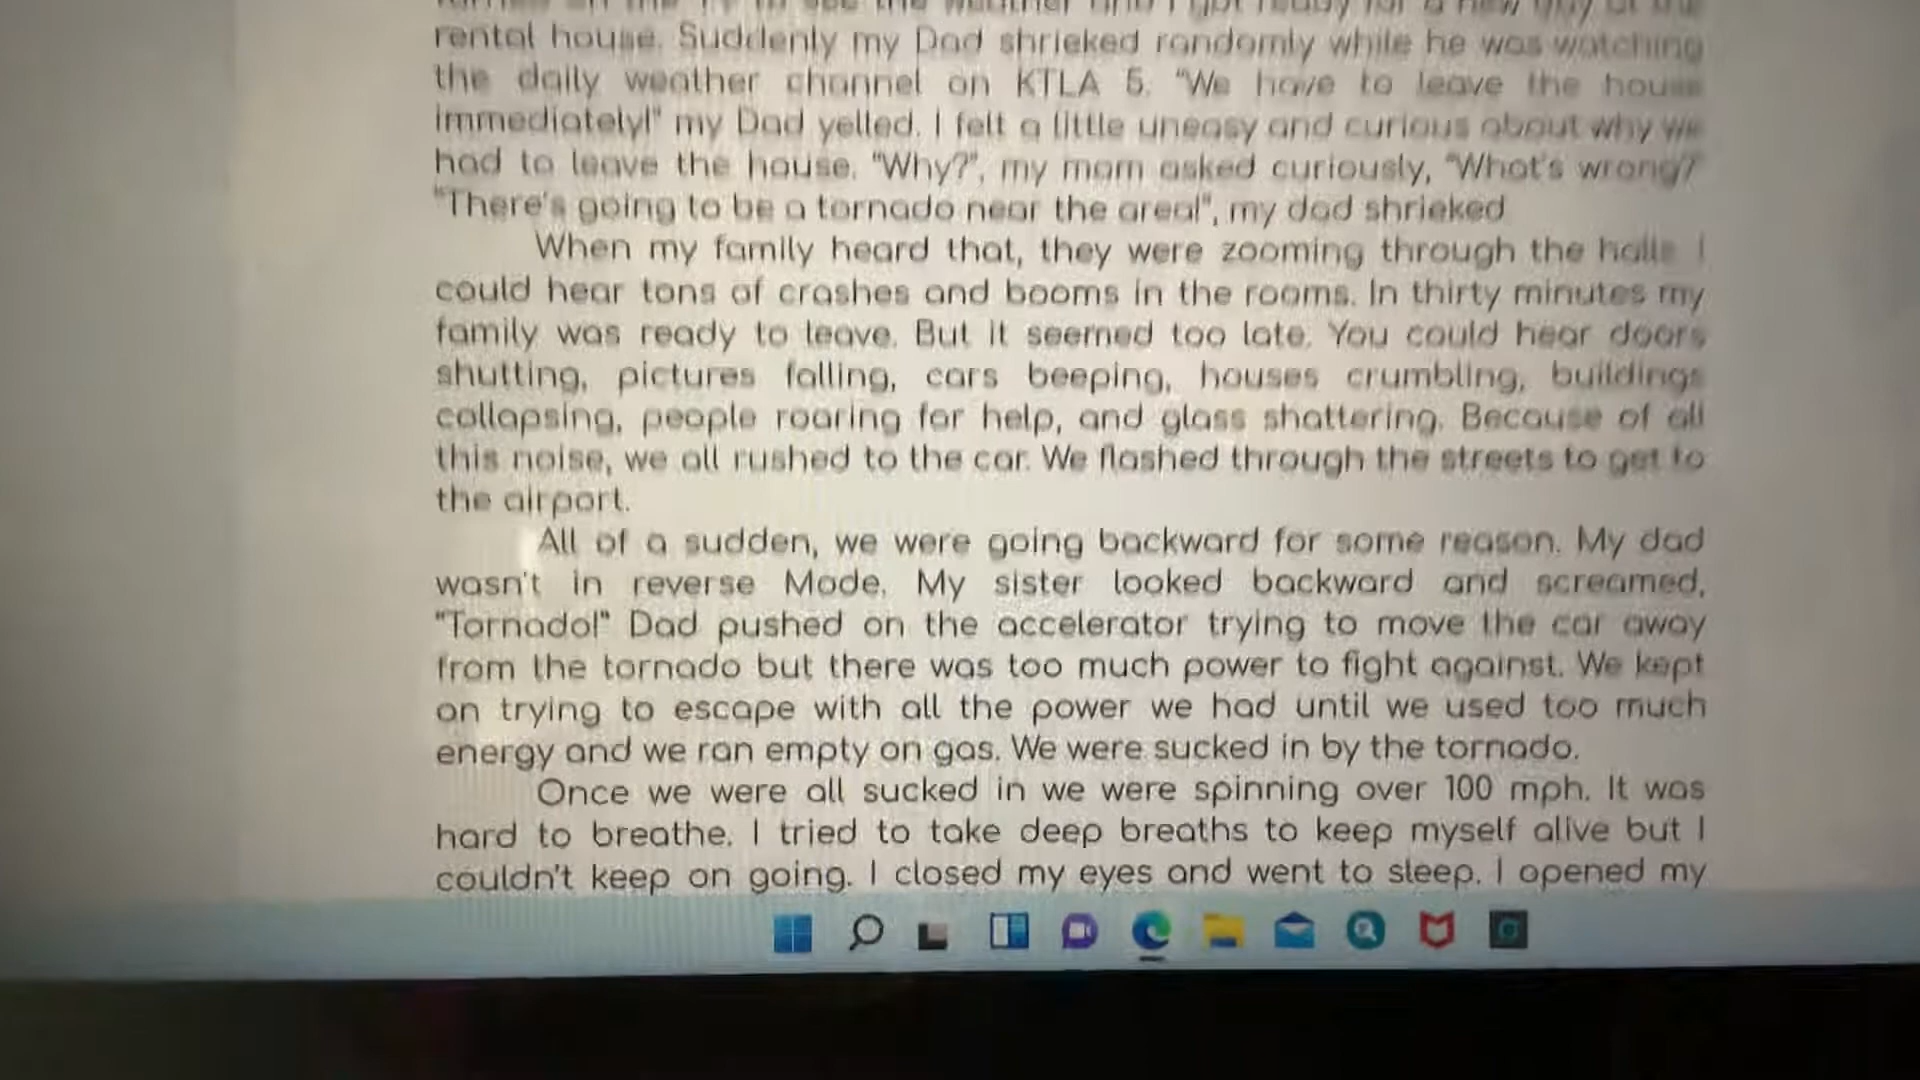 rental house. Suddenly my Dad shrieked randomly while he was watching
the daily weather channel on KTLA 5. "We have to leave the house
immediately!" my Dad yelled. I felt a little uneasy and curious about why we
had to leave the house. "Why?", my mom asked curiously, "What's wrong?"
"There's going to be a tornado near the area!", my dad shrieked
When my family heard that, they were zooming through the halls I
could hear tons of crashes and booms in the rooms. In thirty minutes my
family was ready to leave. But it seemed too late. You could hear doors
shutting, pictures falling, cars beeping, houses crumbling, buildings
collapsing, people roaring for help, and glass shattering. Because of all
this noise, we all rushed to the car. We flashed through the streets to get to
the airport.
All of a sudden, we were going backward for some reason. My dad
wasn't in reverse Mode. My sister looked backward and screamed,
"Tornado!" Dad pushed on the accelerator trying to move the car away
from the tornado but there was too much power to fight against. We kept
on trying to escape with all the power we had until we used too much
energy and we ran empty on gas. We were sucked in by the tornado.
Once we were all sucked in we were spinning over 100 mph. It was
hard to breathe. I tried to take deep breaths to keep myself alive but I
couldn't keep on going. I closed my eyes and went to sleep. I opened my